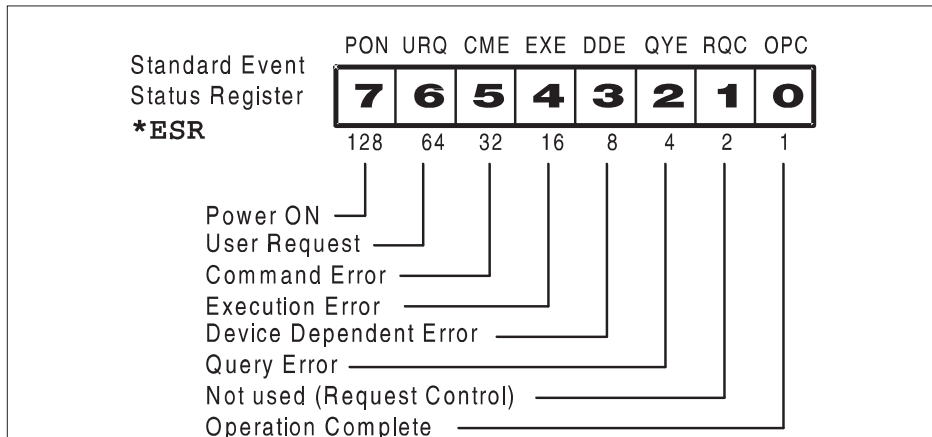 PON URQ CME EXE DDE QYE RQC OPC
Standard Event
Status Register
*ESR
7 6 5 4 3 2 1 0
128 64 32 16 8 4 2 1
Power ON
User Request
Command Error
Execution Error
Device Dependent Error
Query Error
Not used (Request Control)
Operation Complete